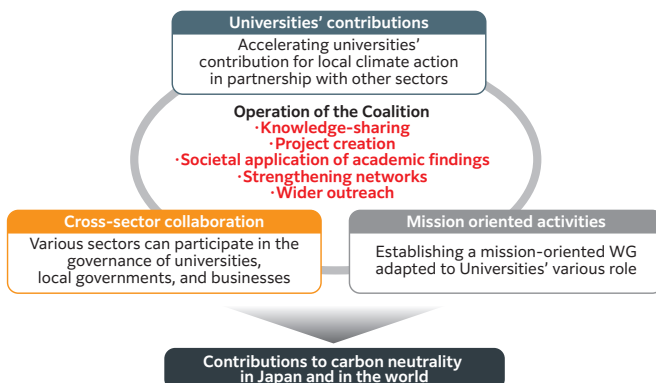 Universities' contributions
Accelerating universities'
contribution for local climate action
in partnership with other sectors
Operation of the Coalition
·Knowledge-sharing
·Project creation
·Societal application of academic findings
·Strengthening networks
·Wider outreach
Cross-sector collaboration
Various sectors can participate in the
governance of universities,
local governments, and businesses
Mission oriented activities
Establishing a mission-oriented WG
adapted to Universities' various role
Contributions to carbon neutrality
in Japan and in the world